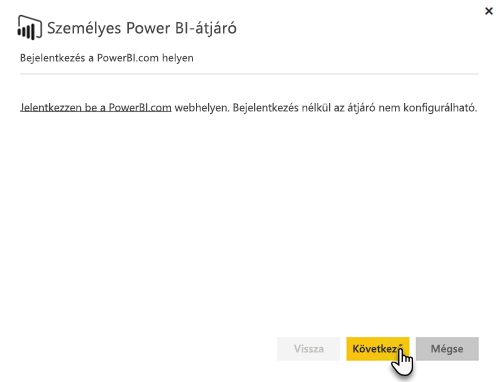 Személyes Power BI-átjáró
Bejelentkezés a PowerBI.com helyen
Jelentkezzen be a PowerBI.com webhelyen. Bejelentkezés nélkül az átjáró nem konfigurálható.
Vissza Következő Mégse